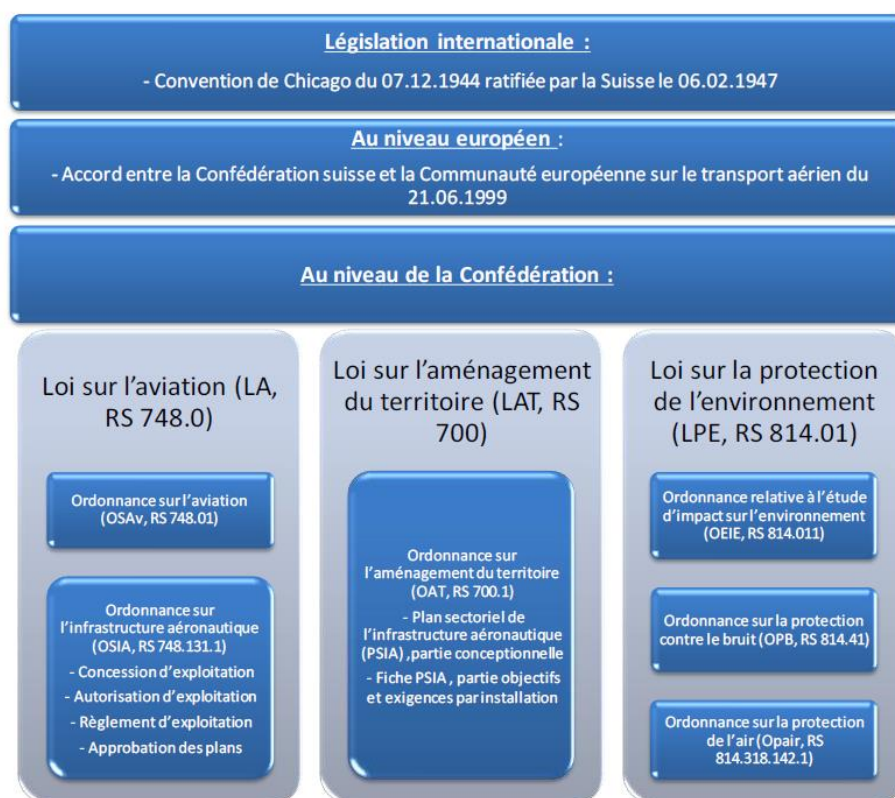 Législation internationale :
- Convention de Chicago du 07.12.1944 ratifiée par la Suisse le 06.02.1947
Au niveau européen :
- Accord entre la Confédération suisse et la Communauté européenne sur le transport aérien du
21.06.1999
Au niveau de la Confédération :
Loi sur l'aviation (LA,
RS 748.0)
Ordonnance sur l'aviation
(OSAv, RS 748.01)
Ordonnance sur
l'infrastructure aéronautique
(OSIA, RS 748.131.1)
- Concession d'exploitation
- Autorisation d'exploitation
- Règlement d'exploitation
- Approbation des plans
Loi sur l'aménagement
du territoire (LAT, RS
700)
Ordonnance sur
l'aménagement du territoire
(OAT, RS 700.1)
- Plan sectoriel de
l'infrastructure aéronautique
(PSIA) ,partie conceptionnelle
- Fiche PSIA , partie objectifs
et exigences par installation
Loi sur la protection
de l'environnement
(LPE, RS 814.01)
Ordonnance relative à l'étude
d'impact sur l'environnement
(OEIE, RS 814.011)
Ordonnance sur la protection
contre le bruit (OPB, RS 814.41)
Ordonnance sur la protection
de l'air (Opair, RS
814.318.142.1)